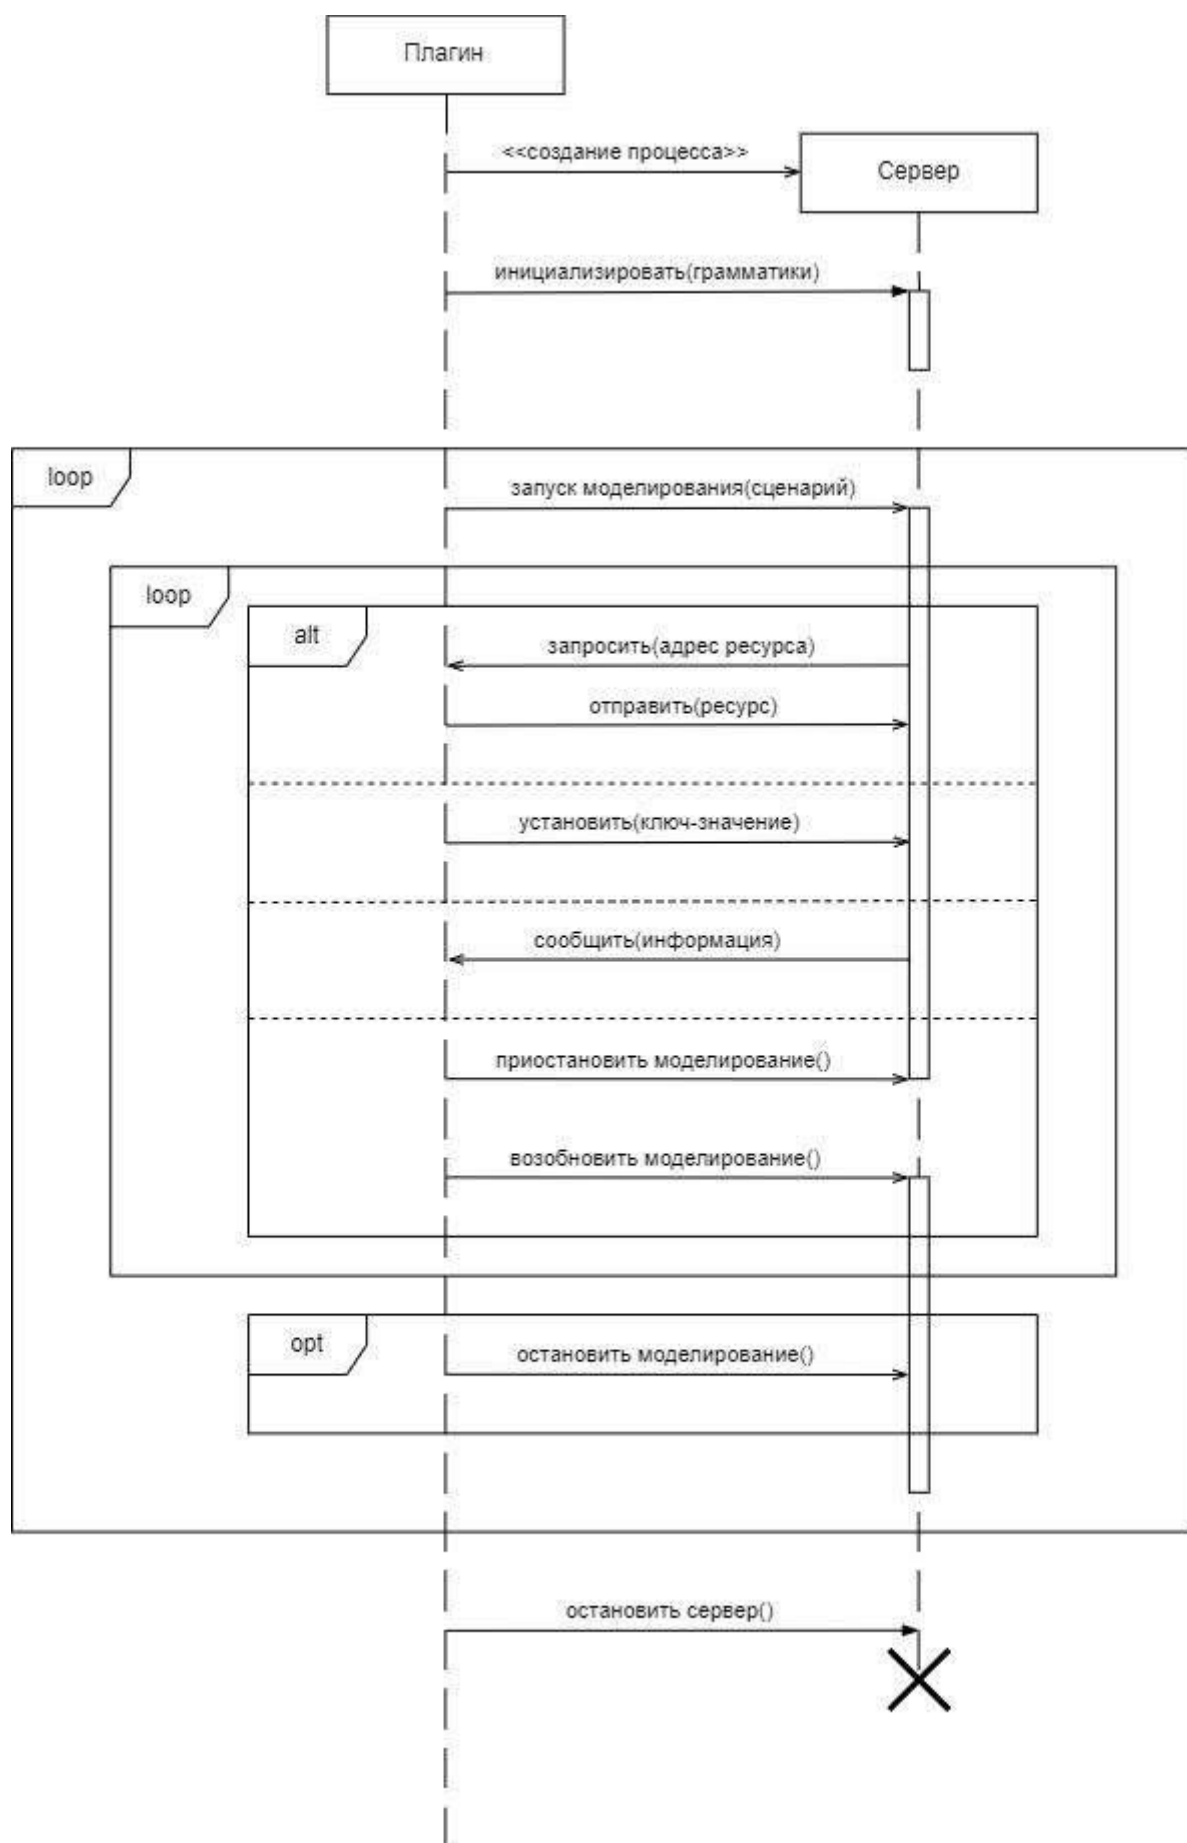 Плагин
<<создание процесса>>
Сервер
инициализировать(грамматики)
loop
запуск моделирования(сценарий)
loop
alt
запросить(адрес ресурса)
отправить(ресурс)
установить(ключ-значение)
сообщить(информация)
приостановить моделирование()
возобновить моделирование()
opt
остановить моделирование()
остановить сервер()